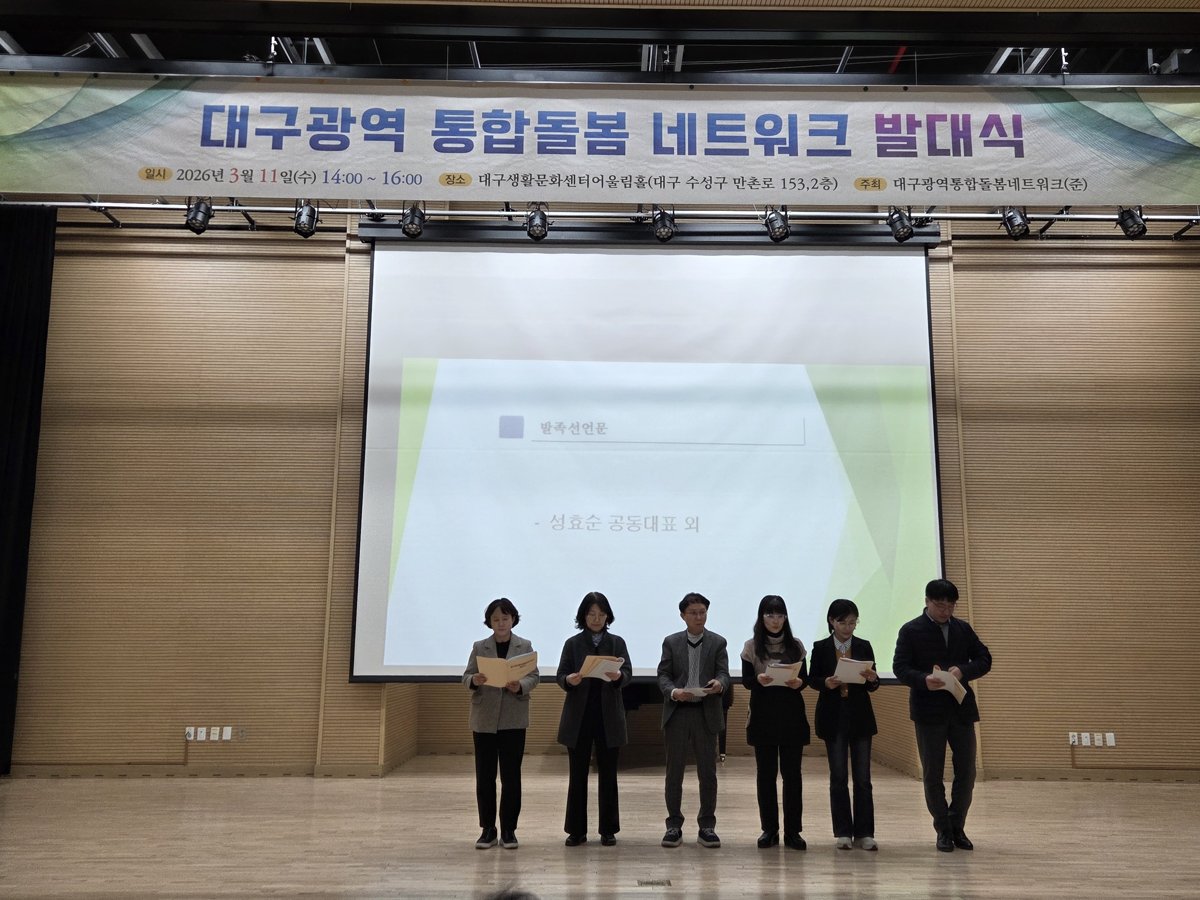 대구광역 통합돌봄 네트워크 발대식
일시 2026년 3월 11일(수) 14:00 ~ 16:00 장소 대구생활문화센터어울림홀(대구 수성구 만촌로 153,2층) 주최 대구광역통합돌봄네트워크(준)
발족선언문
- 성효순 공동대표 외